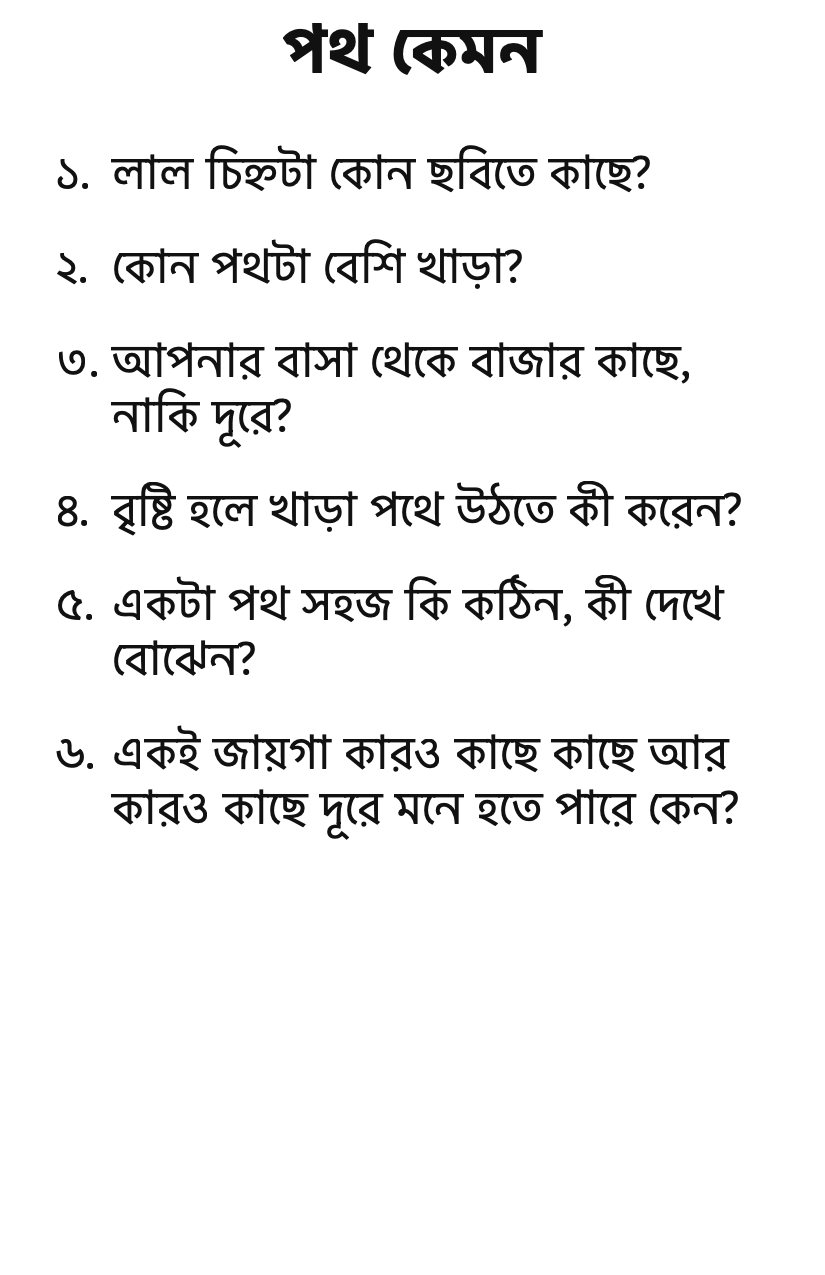 পথ কেমন
১. লাল চিহ্নটা কোন ছবিতে কাছে?
২. কোন পথটা বেশি খাড়া?
৩. আপনার বাসা থেকে বাজার কাছে,
নাকি দূরে?
৪. বৃষ্টি হলে খাড়া পথে উঠতে কী করেন?
৫. একটা পথ সহজ কি কঠিন, কী দেখে
বোঝেন?
৬. একই জায়গা কারও কাছে কাছে আর
কারও কাছে দূরে মনে হতে পারে কেন?